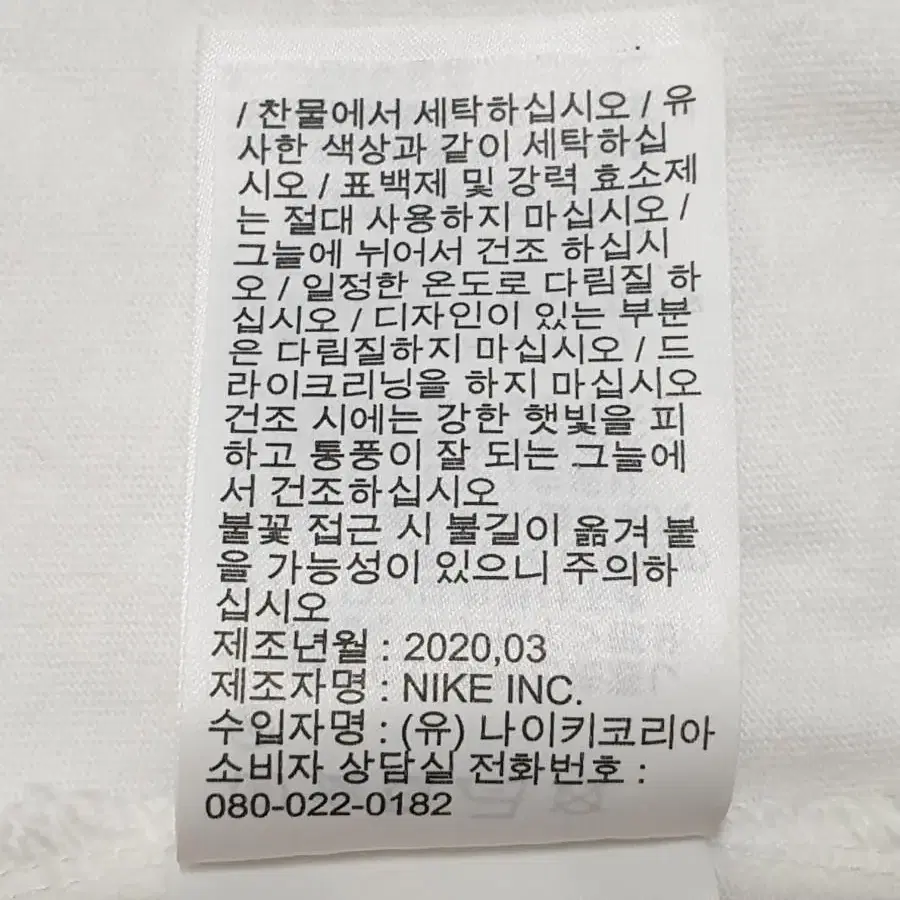 / 찬물에서 세탁하십시오 / 유
사한 색상과 같이 세탁하십
시오 / 표백제 및 강력 효소제
는 절대 사용하지 마십시오 /
그늘에 뉘어서 건조 하십시
오 / 일정한 온도로 다림질 하
십시오 / 디자인이 있는 부분
은 다림질하지 마십시오 / 드
라이크리닝을 하지 마십시오
건조 시에는 강한 햇빛을 피
하고 통풍이 잘 되는 그늘에
서 건조하십시오
불꽃 접근 시 불길이 옮겨 붙
을 가능성이 있으니 주의하
십시오
제조년월 : 2020,03
제조자명 : NIKE INC.
수입자명 : (유) 나이키코리아
소비자 상담실 전화번호 :
080-022-0182